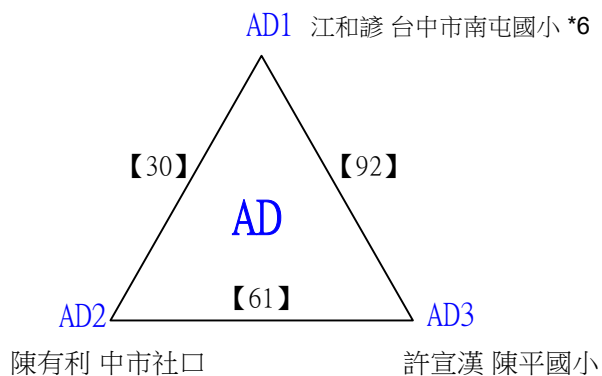 AD1 江和諺 台中市南屯國小 *6
【30】 【92】
AD
【61】
AD2 AD3
陳有利 中市社口 許宣漢 陳平國小